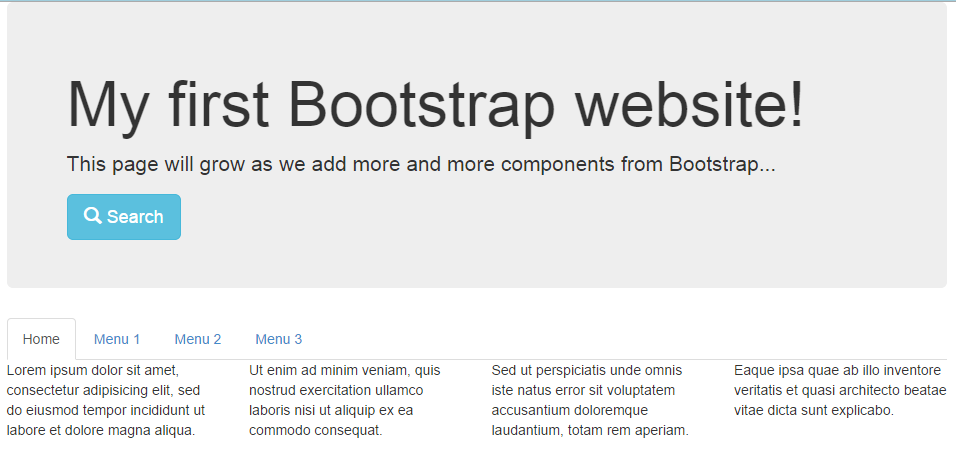 My first Bootstrap website!
This page will grow as we add more and more components from Bootstrap...
Search
Home Menu 1 Menu 2 Menu 3
Lorem ipsum dolor sit amet,
consectetur adipisicing elit, sed
do eiusmod tempor incididunt ut
labore et dolore magna aliqua.
Ut enim ad minim veniam, quis
nostrud exercitation ullamco
laboris nisi ut aliquip ex ea
commodo consequat.
Sed ut perspiciatis unde omnis
iste natus error sit voluptatem
accusantium doloremque
laudantium, totam rem aperiam.
Eaque ipsa quae ab illo inventore
veritatis et quasi architecto beatae
vitae dicta sunt explicabo.